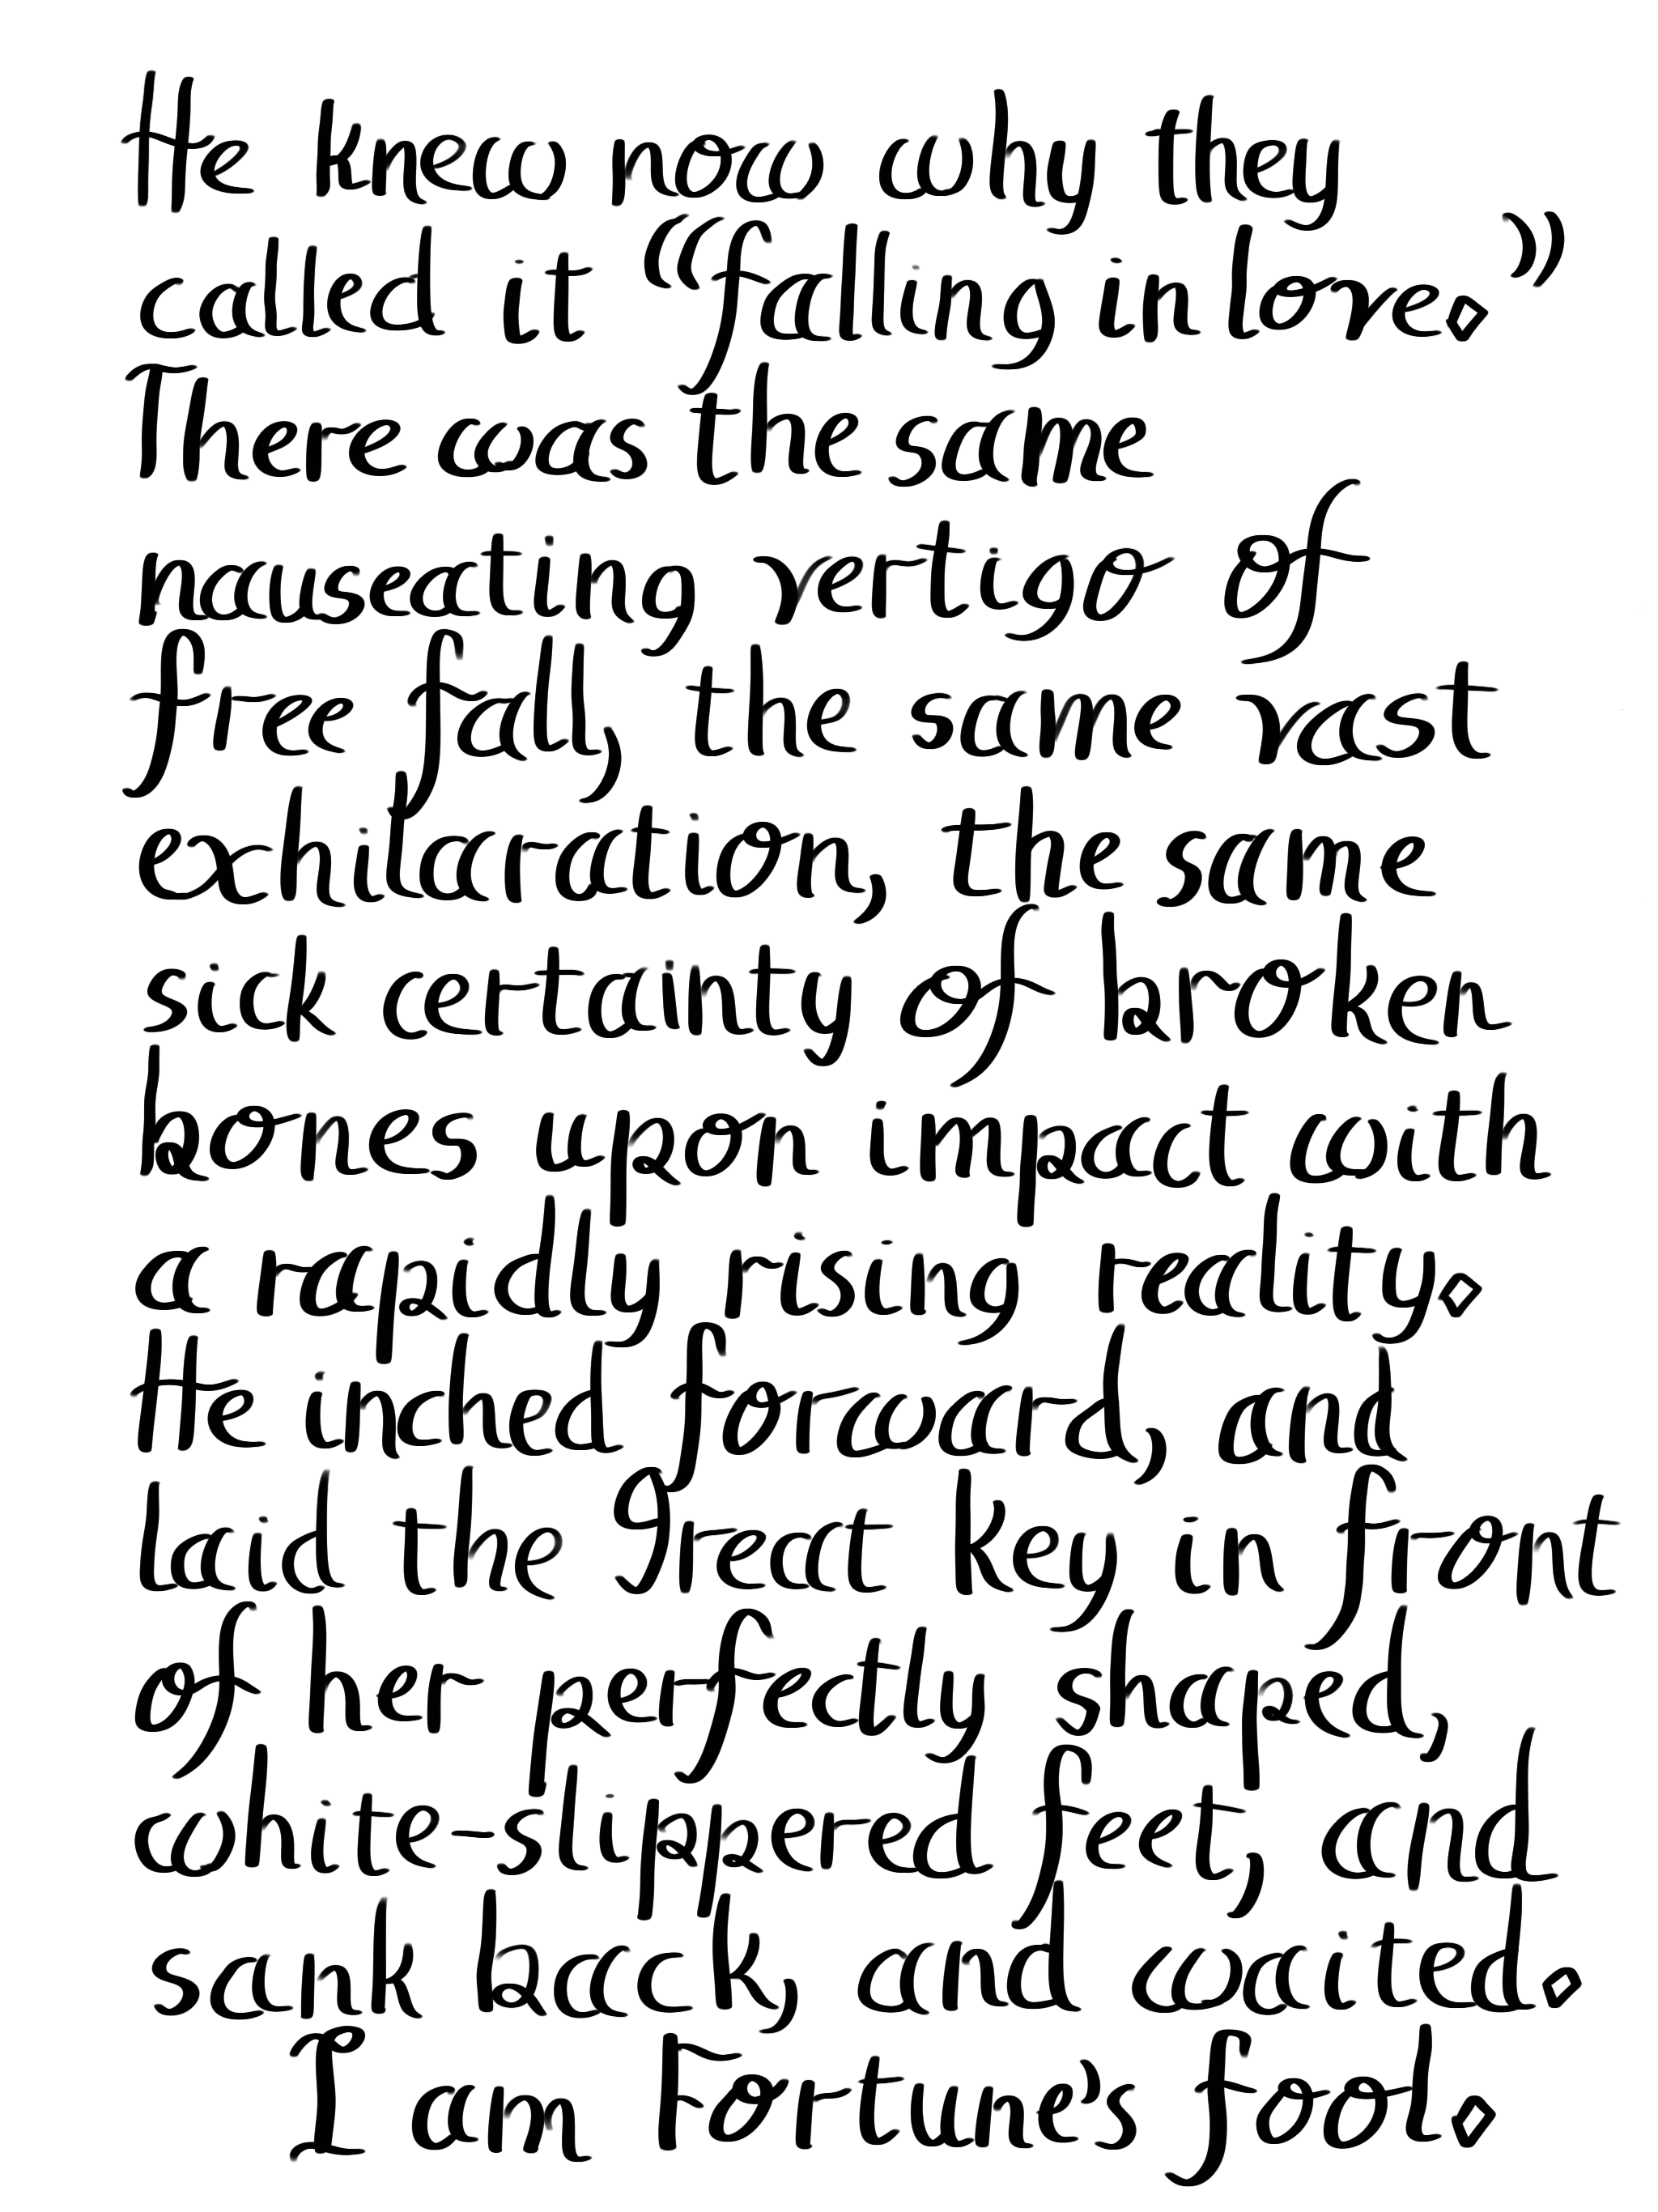 He knew now why they
called it “falling in love.”
There was the same
nauseating vertigo of
free fall, the same vast
exhilaration, the same
sick certainty of broken
bones upon impact with
a rapidly rising reality.
He inched forward, and
laid the great key in front
of her perfectly shaped,
white-slippered feet, and
sank back, and waited.
I am Fortune's fool.